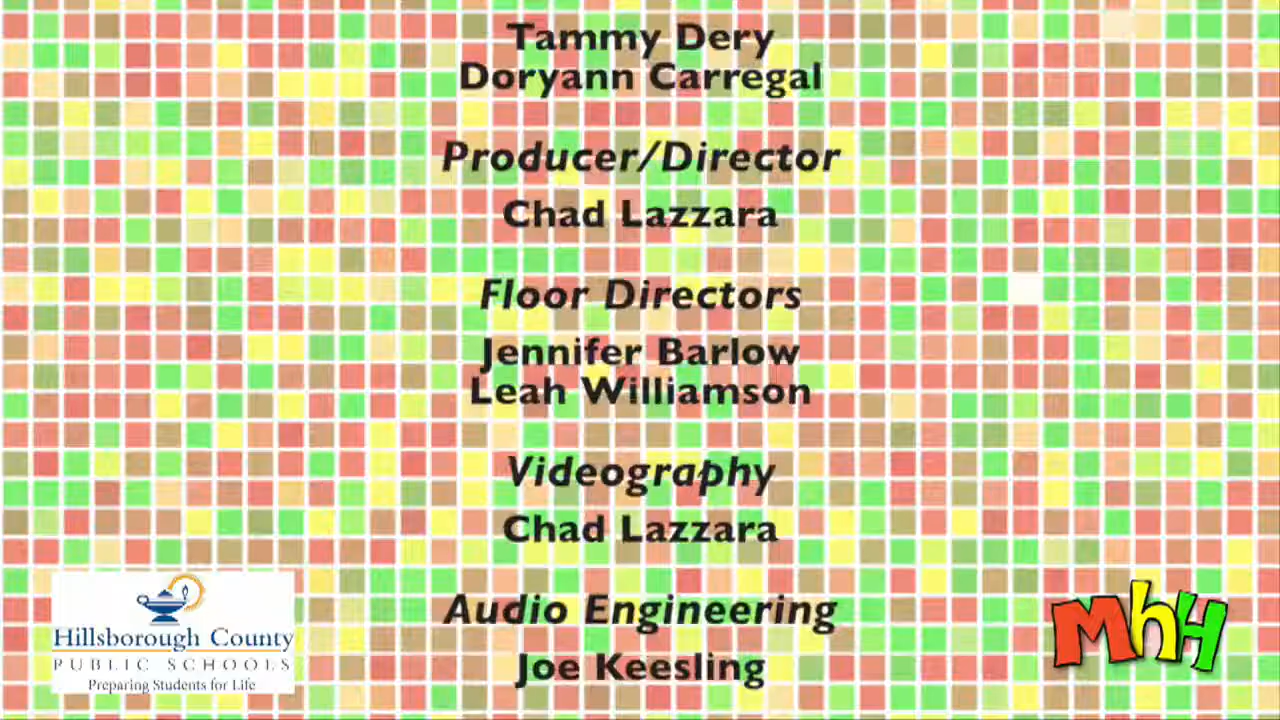 Tammy Dery
Doryann Carregal
Producer/Director
Chad Lazzara
Floor Directors
Jennifer Barlow
Leah Williamson
Videography
Chad Lazzara
Audio Engineering
Joe Keesling
Hillsborough County
PUBLIC SCHOOLS
Preparing Students for Life
MhH